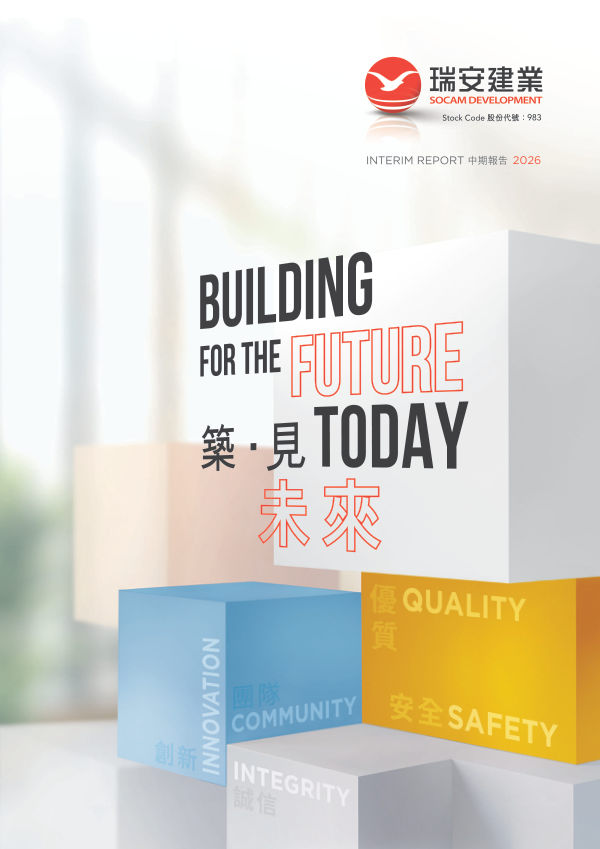 瑞安建業
SOCAM DEVELOPMENT
Stock Code 股份代號：983
INTERIM REPORT 中期報告 2026
BUILDING
FOR THE FUTURE
築·見 TODAY
未來
優質 QUALITY
安全 SAFETY
INNOVATION
創新
團隊
COMMUNITY
INTEGRITY
誠信